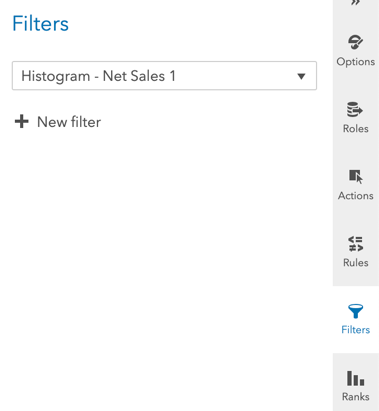 Filters
Histogram - Net Sales 1
New filter
Options
Roles
Actions
Rules
Filters
Ranks